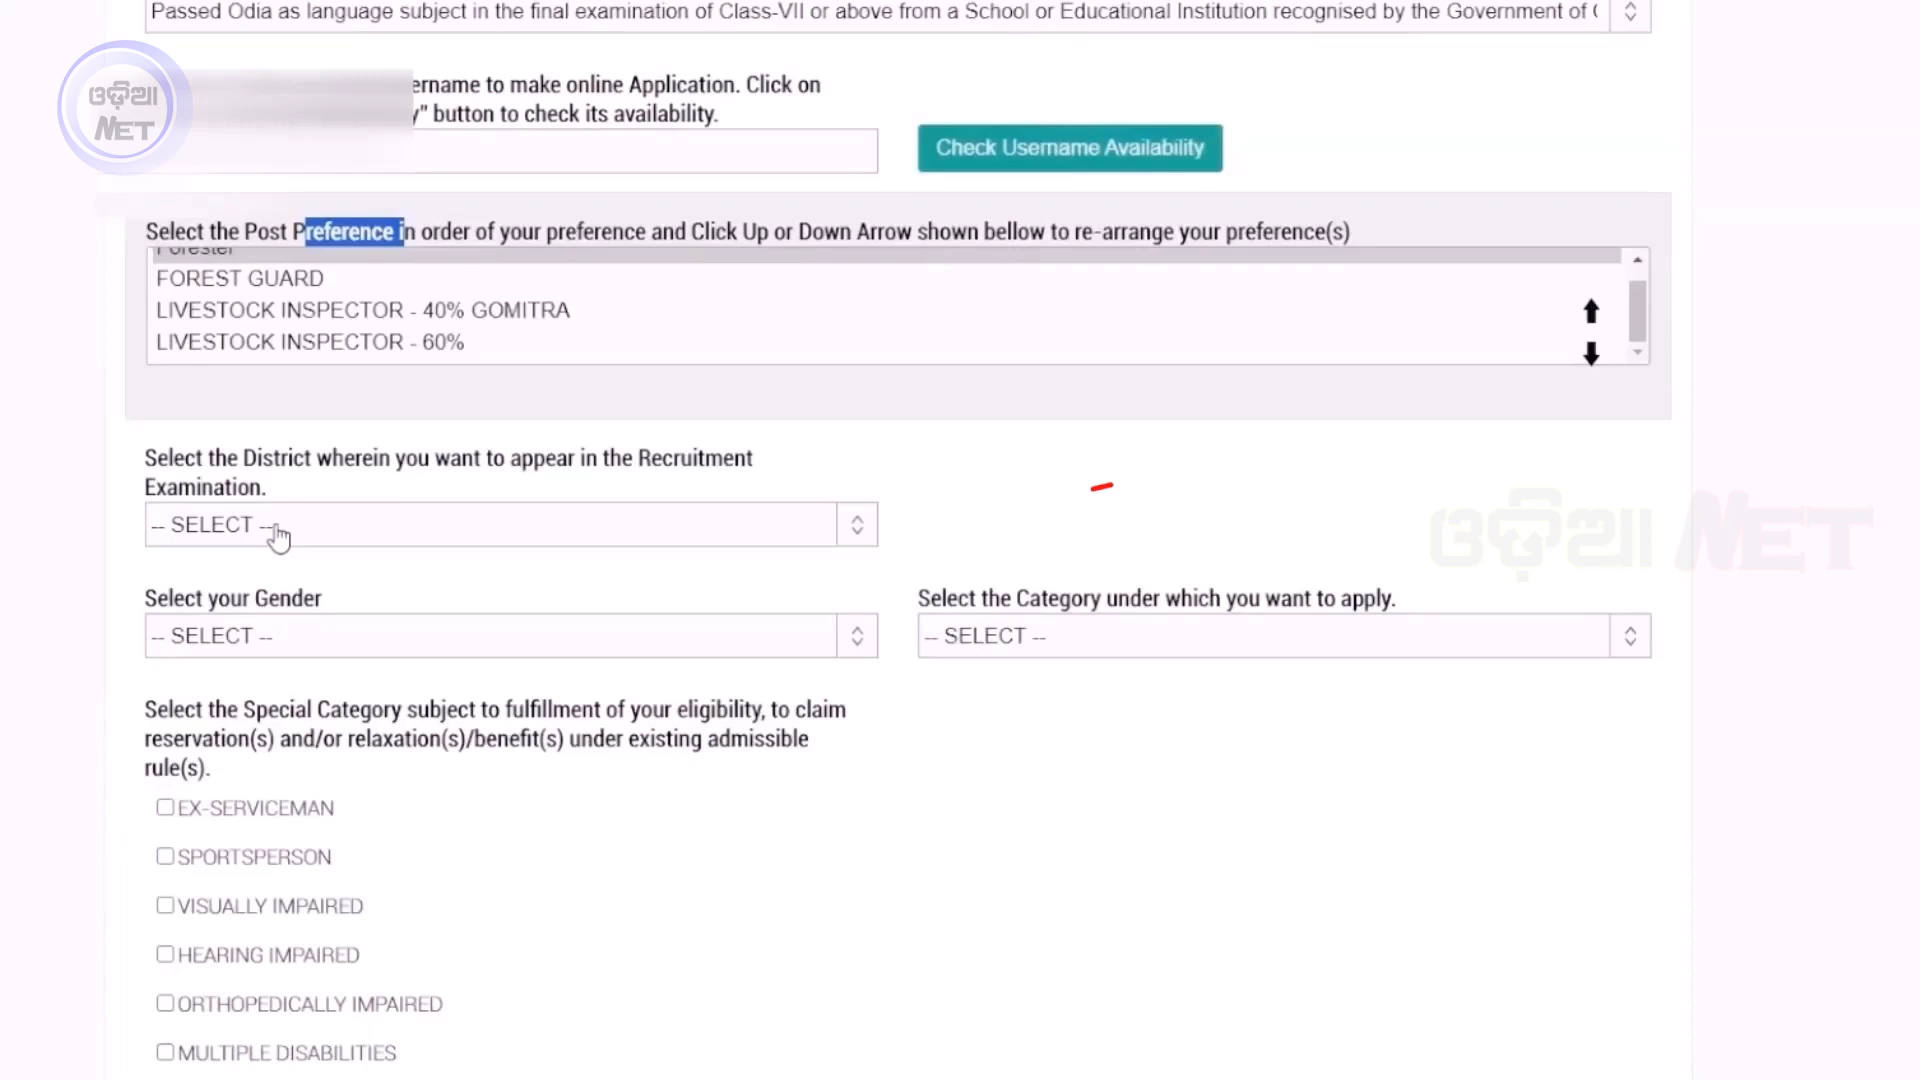 Passed Odia as language subject in the final examination of Class-VII or above from a School or Educational Institution recognised by the Government of
ଓଡ଼ିଆ
NET
ername to make online Application. Click on
y" button to check its availability.
Check Username Availability
Select the Post Preference in order of your preference and Click Up or Down Arrow shown bellow to re-arrange your preference(s)
Forester
FOREST GUARD
LIVESTOCK INSPECTOR - 40% GOMITRA
LIVESTOCK INSPECTOR - 60%
Select the District wherein you want to appear in the Recruitment
Examination.
-- SELECT --
ଓଡ଼ିଆ NET
Select your Gender
Select the Category under which you want to apply.
-- SELECT --
-- SELECT --
Select the Special Category subject to fulfillment of your eligibility, to claim
reservation(s) and/or relaxation(s)/benefit(s) under existing admissible
rule(s).
EX-SERVICEMAN
SPORTSPERSON
VISUALLY IMPAIRED
HEARING IMPAIRED
ORTHOPEDICALLY IMPAIRED
MULTIPLE DISABILITIES